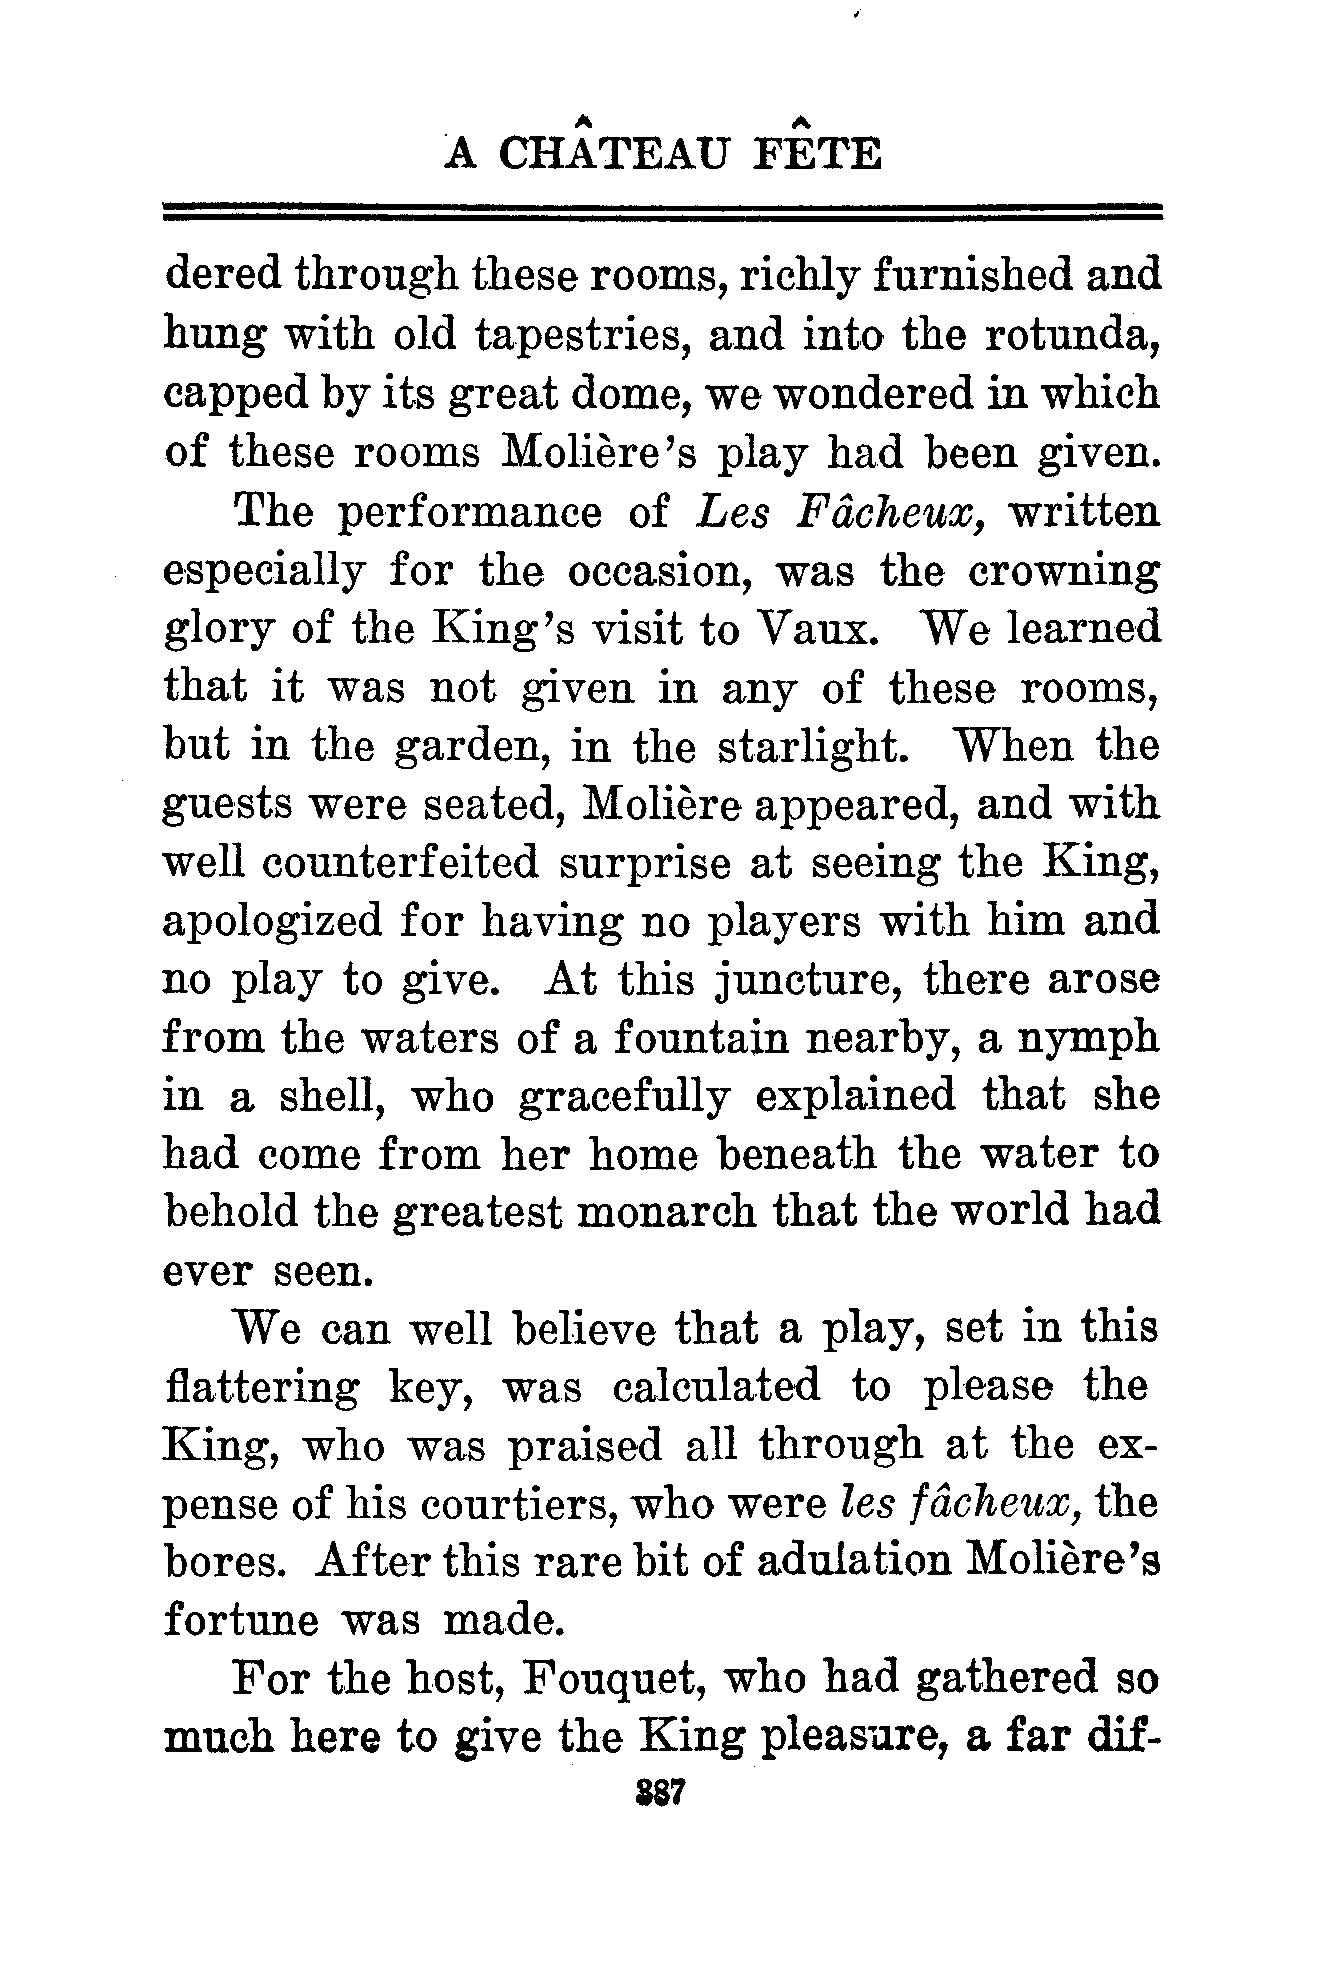 A CHÂTEAU FÊTE
dered through these rooms, richly furnished and
hung with old tapestries, and into the rotunda,
capped by its great dome, we wondered in which
of these rooms Molière's play had been given.
The performance of Les Fâcheux, written
especially for the occasion, was the crowning
glory of the King's visit to Vaux. We learned
that it was not given in any of these rooms,
but in the garden, in the starlight. When the
guests were seated, Molière appeared, and with
well counterfeited surprise at seeing the King,
apologized for having no players with him and
no play to give. At this juncture, there arose
from the waters of a fountain nearby, a nymph
in a shell, who gracefully explained that she
had come from her home beneath the water to
behold the greatest monarch that the world had
ever seen.
We can well believe that a play, set in this
flattering key, was calculated to please the
King, who was praised all through at the ex-
pense of his courtiers, who were les fâcheux, the
bores. After this rare bit of adulation Molière's
fortune was made.
For the host, Fouquet, who had gathered so
much here to give the King pleasure, a far dif-
387